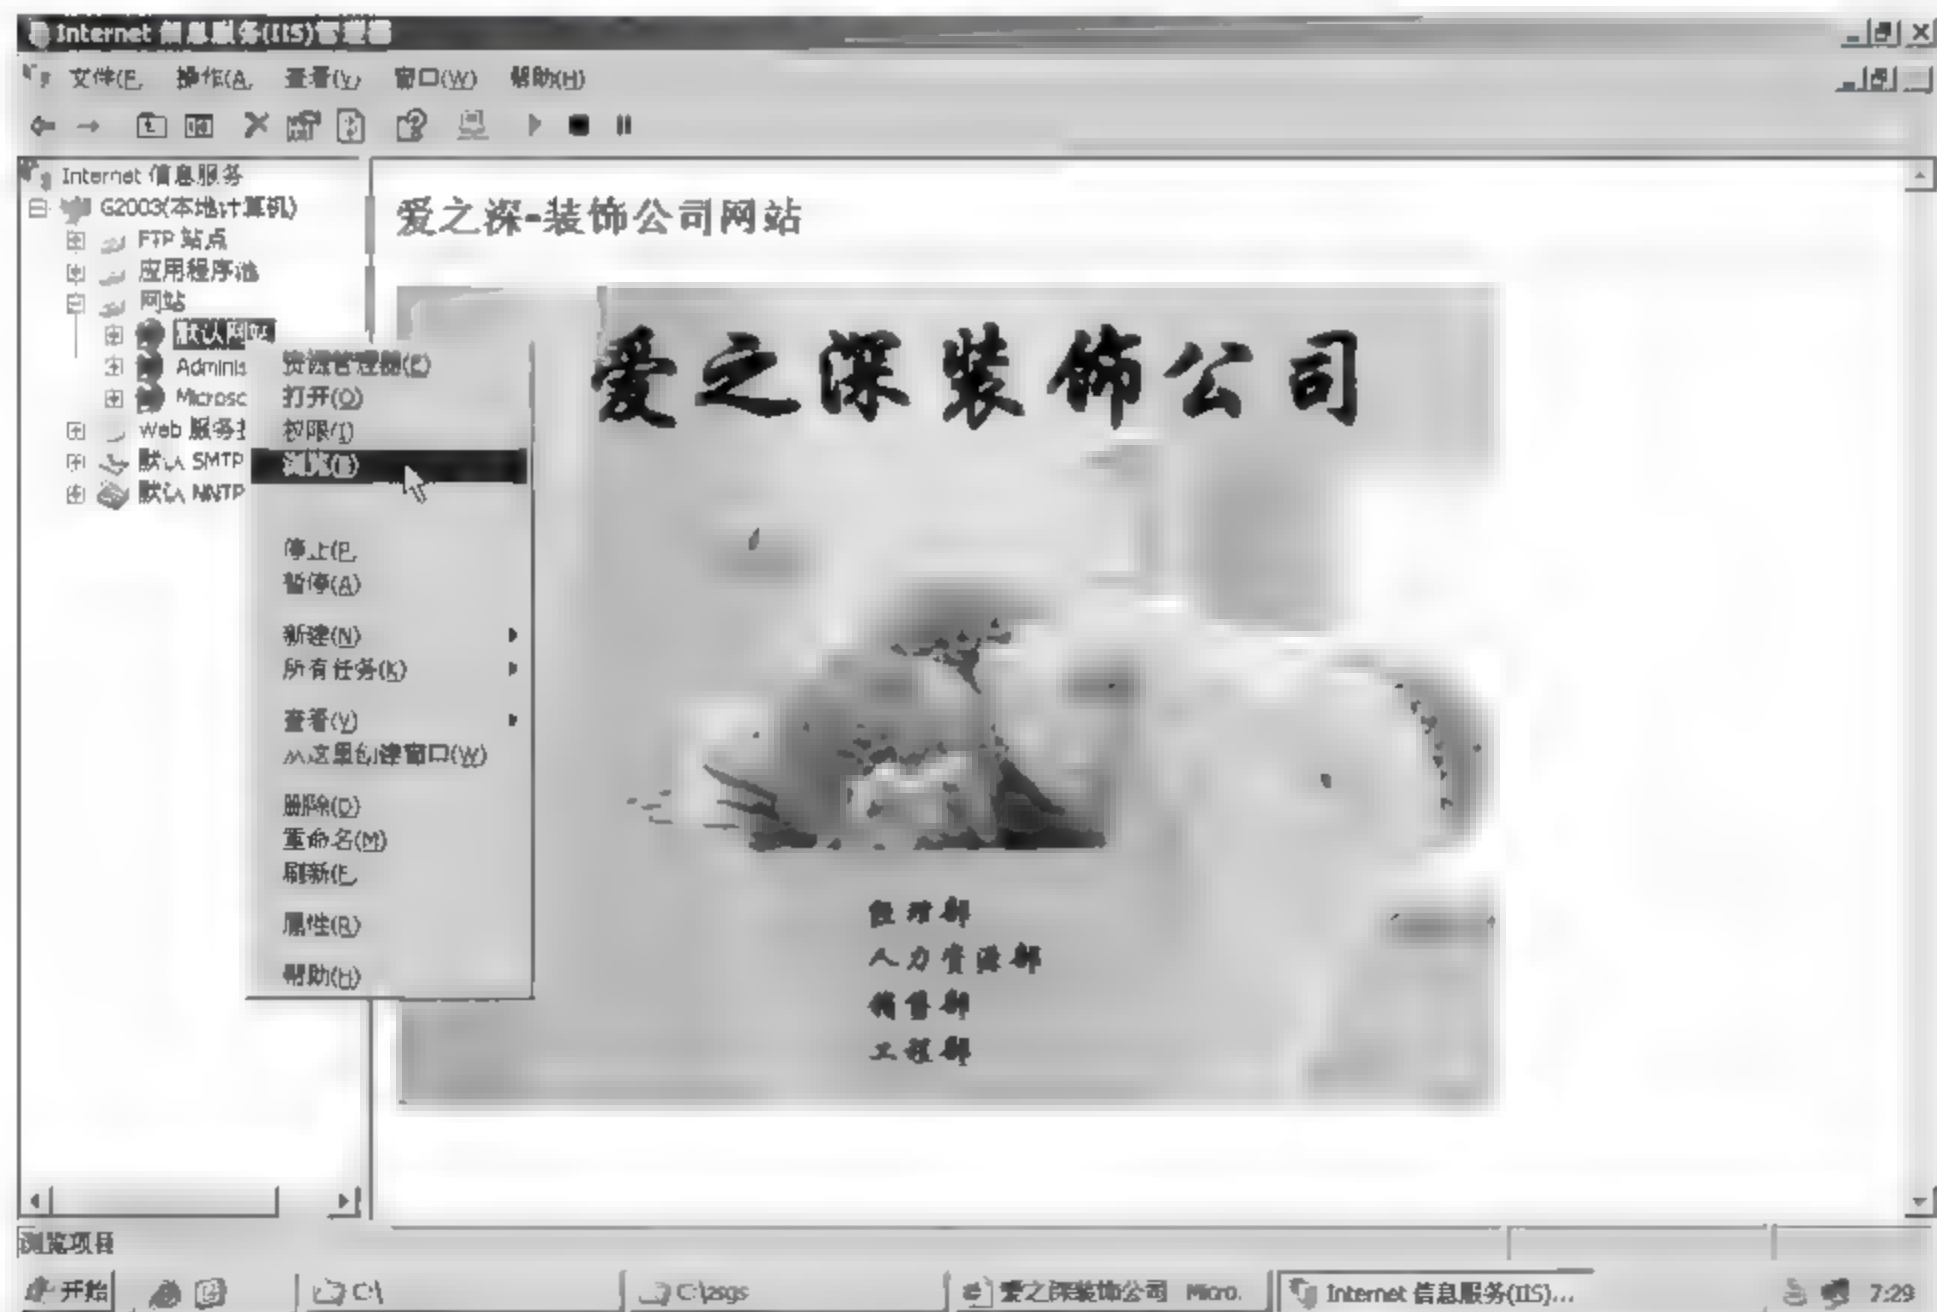 Internet 信息服务(IIS)管理器
文件(F) 操作(A) 查看(V) 窗口(W) 帮助(H)
Internet 信息服务
G2003(本地计算机)
FTP 站点
应用程序池
网站
默认网站
Adminis
Microsc
Web 服务扩
默认 SMTP
默认 NNTP
资源管理器(E)
打开(O)
权限(I)
浏览(B)
停止(P)
暂停(A)
新建(N)
所有任务(K)
查看(V)
从这里创建窗口(W)
删除(D)
重命名(M)
刷新(F)
属性(R)
帮助(H)
爱之深-装饰公司网站
爱之深装饰公司
经理部
人力资源部
销售部
工程部
浏览项目
开始 C:\ C:\zsgs 爱之深装饰公司 Micro. Internet 信息服务(IIS)... 7:29